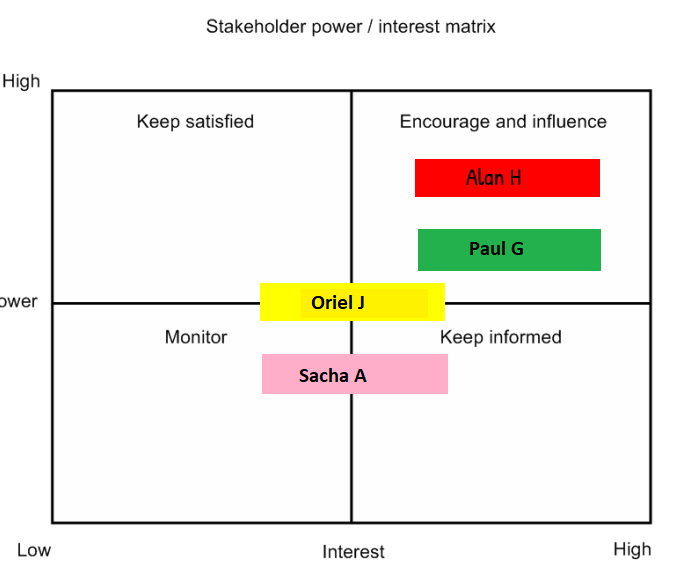 Stakeholder power / interest matrix
High
Keep satisfied
Encourage and influence
Alan H
Paul G
ower
Oriel J
Monitor
Keep informed
Sacha A
Low
Interest
High